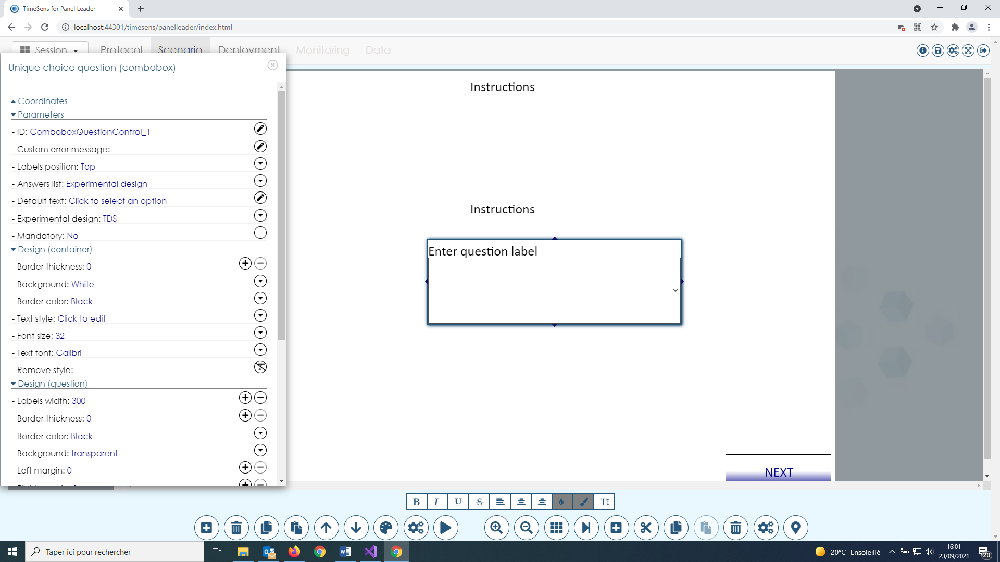 TimeSens for Panel Leader
localhost:44301/timesens/panelleader/index.html
Session Protocol Scenario Deployment Monitoring Data
Unique choice question (combobox)
Coordinates
Parameters
- ID: ComboboxQuestionControl_1
- Custom error message:
- Labels position: Top
- Answers list: Experimental design
- Default text: Click to select an option
- Experimental design: TDS
- Mandatory: No
Design (container)
- Border thickness: 0
- Background: White
- Border color: Black
- Text style: Click to edit
- Font size: 32
- Text font: Calibri
- Remove style:
Design (question)
- Labels width: 300
- Border thickness: 0
- Border color: Black
- Background: transparent
- Left margin: 0
Instructions
Instructions
Enter question label
NEXT
B I U S T
Taper ici pour rechercher
20°C Ensoleillé
16:01
23/09/2021
20